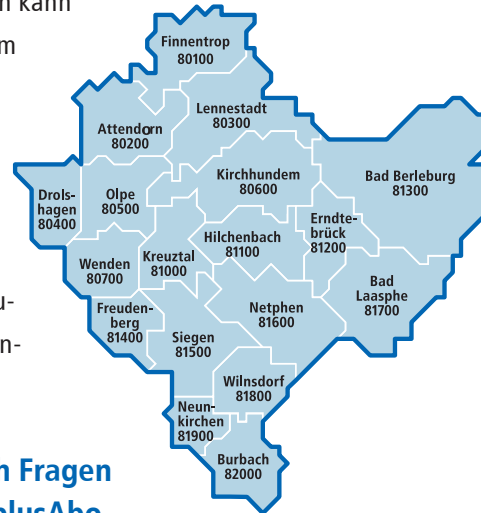 n kann
m
u-
n-
n Fragen
plusAbo
Finnentrop
80100
Lennestadt
80300
Attendorn
80200
Kirchhundem
80600
Bad Berleburg
81300
Drols-
hagen
80400
Olpe
80500
Erndte-
brück
81200
Hilchenbach
81100
Kreuztal
81000
Wenden
80700
Bad
Laasphe
81700
Freuden-
berg
81400
Netphen
81600
Siegen
81500
Wilnsdorf
81800
Neun-
kirchen
81900
Burbach
82000